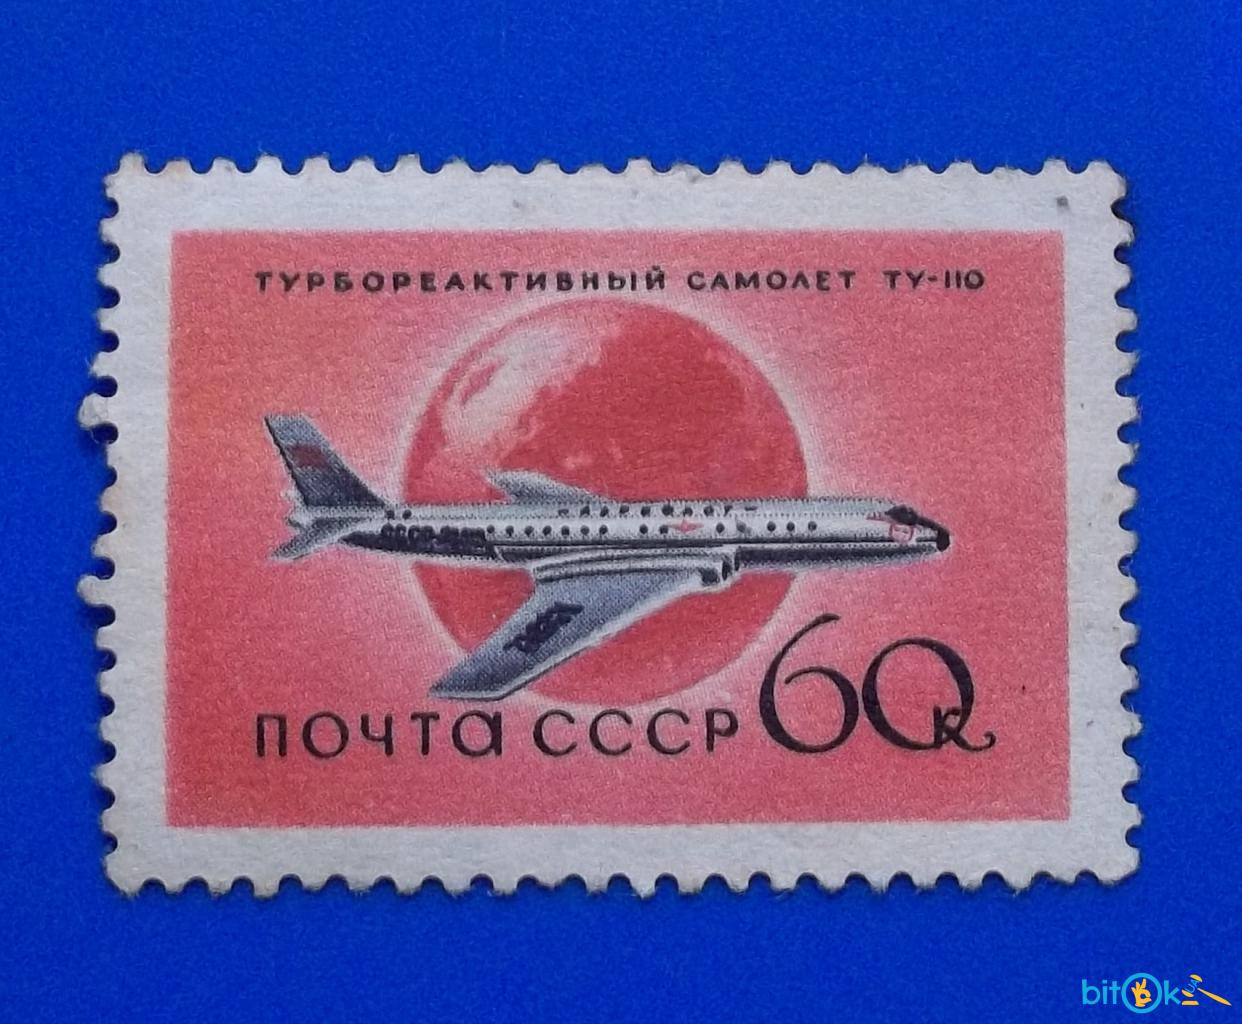 ТУРБОРЕАКТИВНЫЙ САМОЛЕТ ТУ-110
ПОЧТА СССР 60к
bitOk